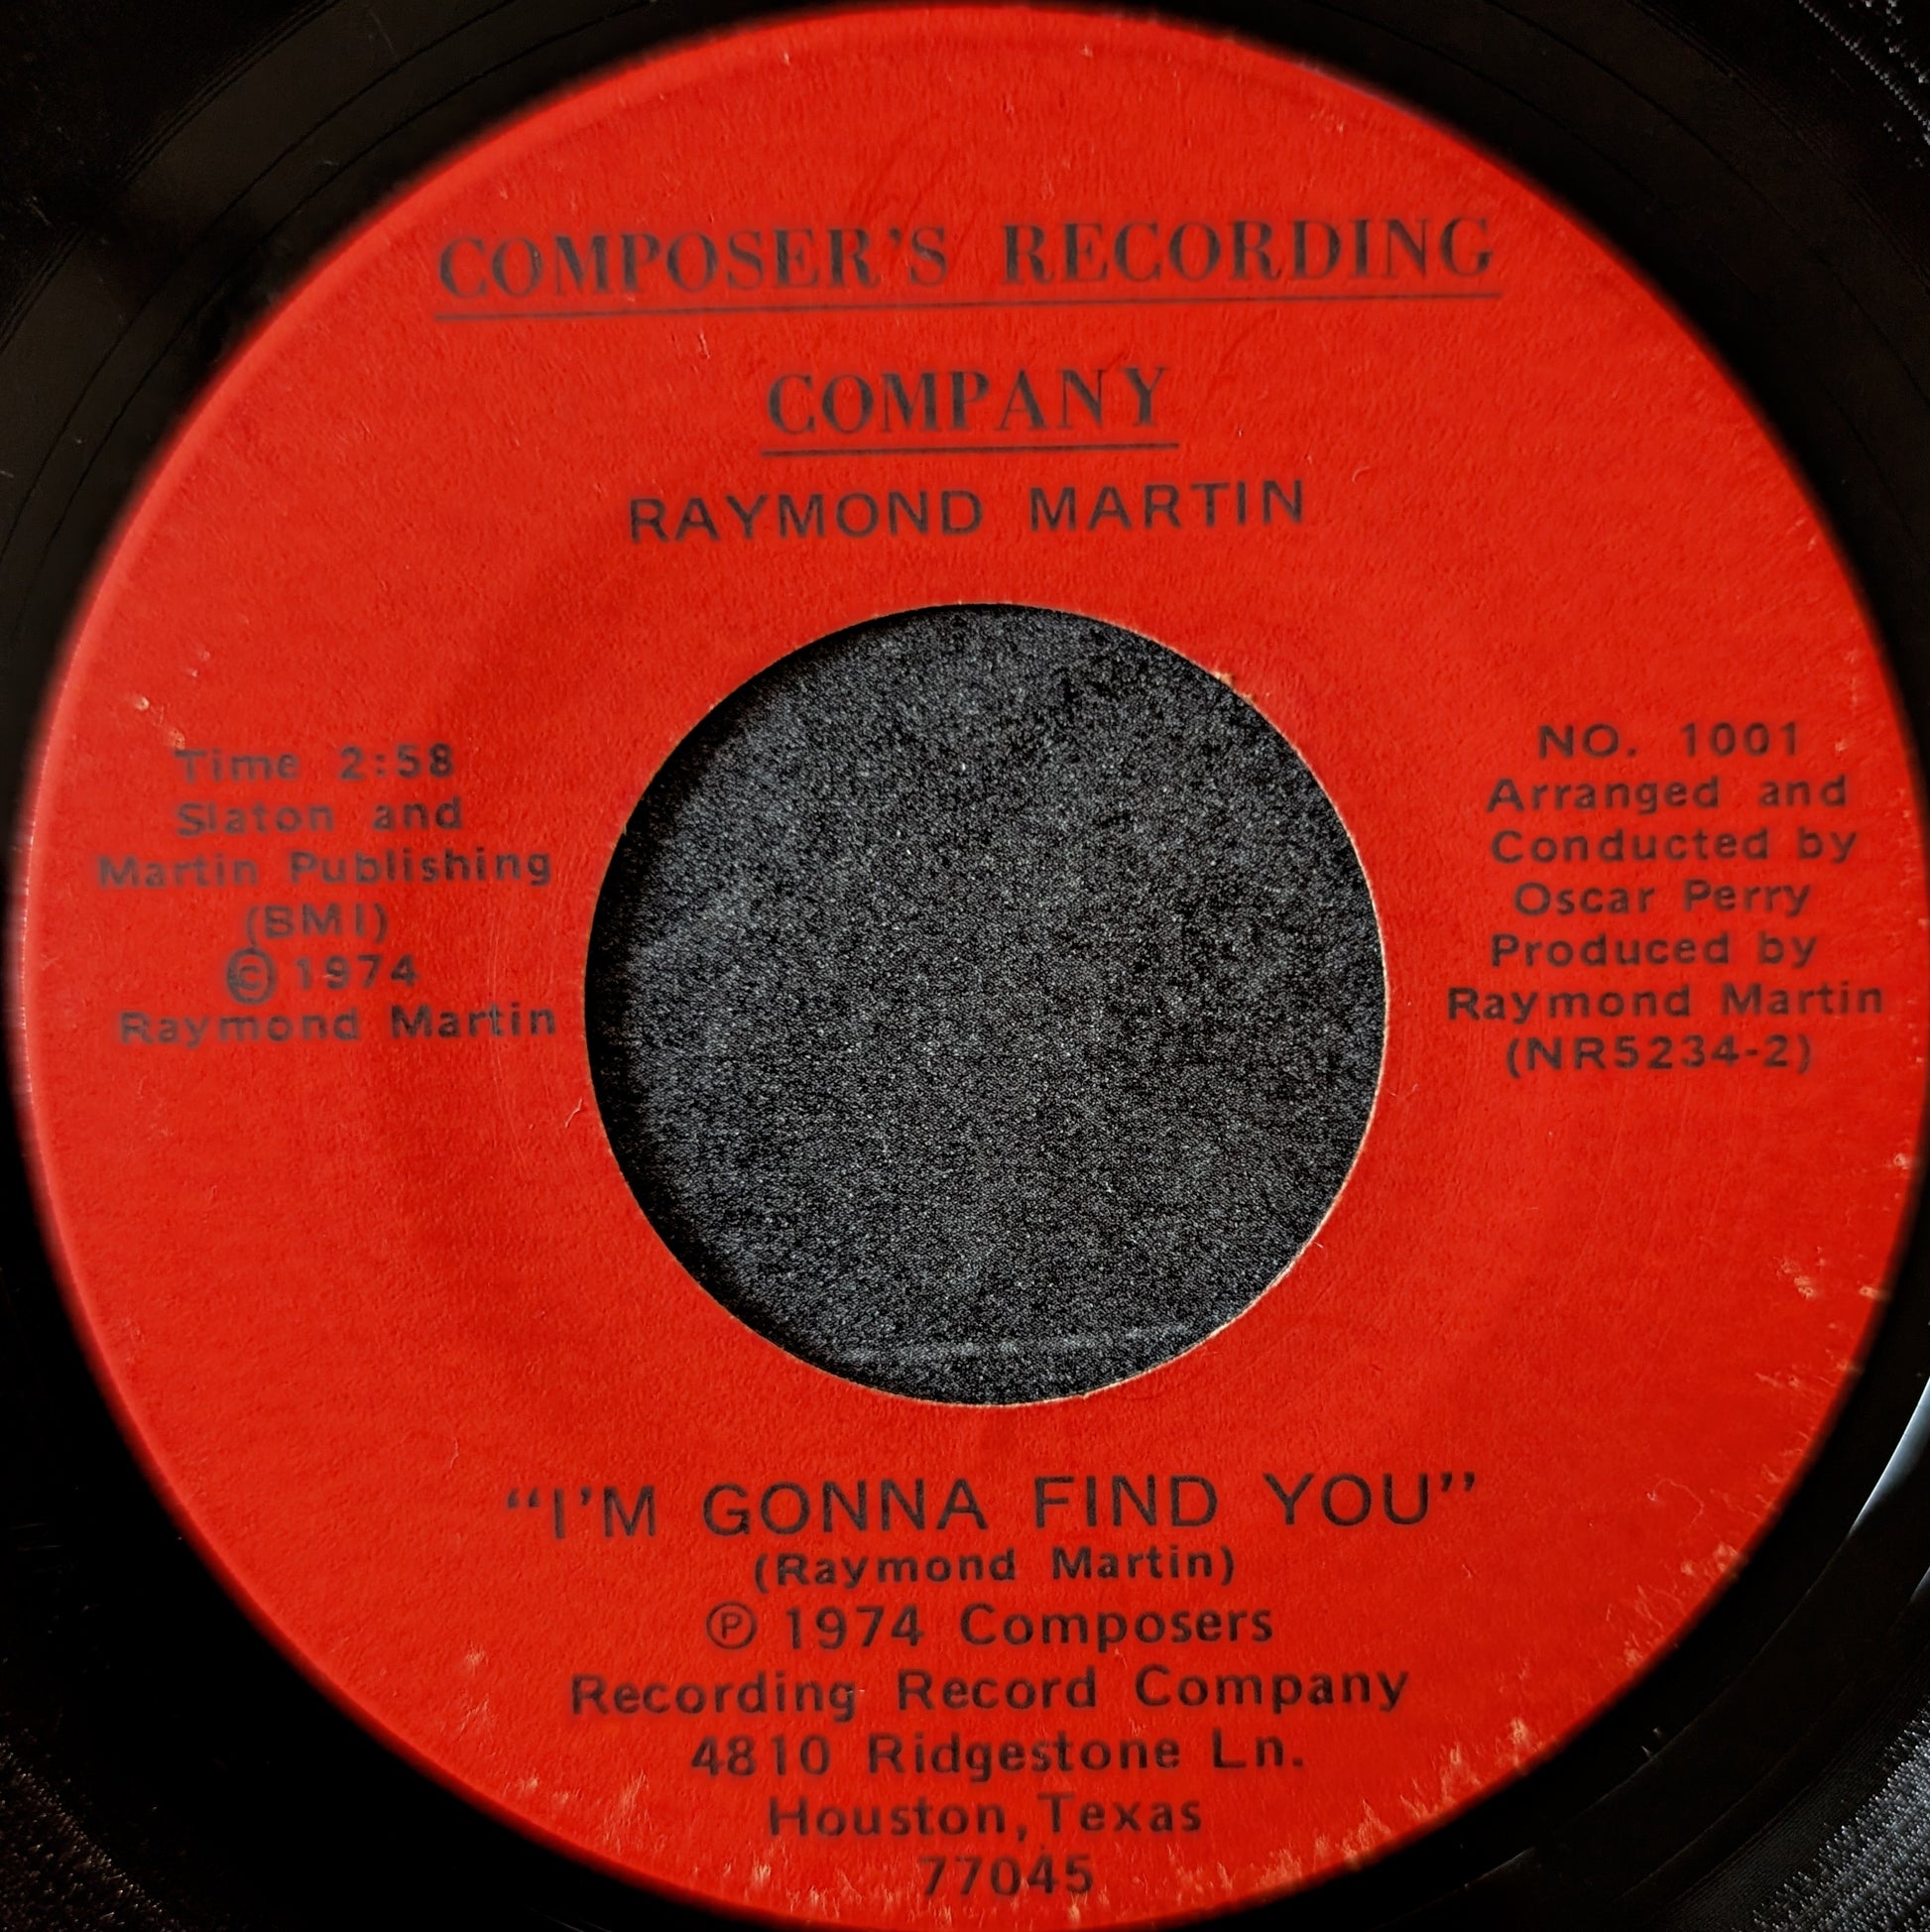 COMPOSER'S RECORDING
COMPANY
RAYMOND MARTIN
Time 2:58
Slaton and
Martin Publishing
(BMI)
© 1974
Raymond Martin
NO. 1001
Arranged and
Conducted by
Oscar Perry
Produced by
Raymond Martin
(NR5234-2)
"I'M GONNA FIND YOU"
(Raymond Martin)
℗ 1974 Composers
Recording Record Company
4810 Ridgestone Ln.
Houston, Texas
77045